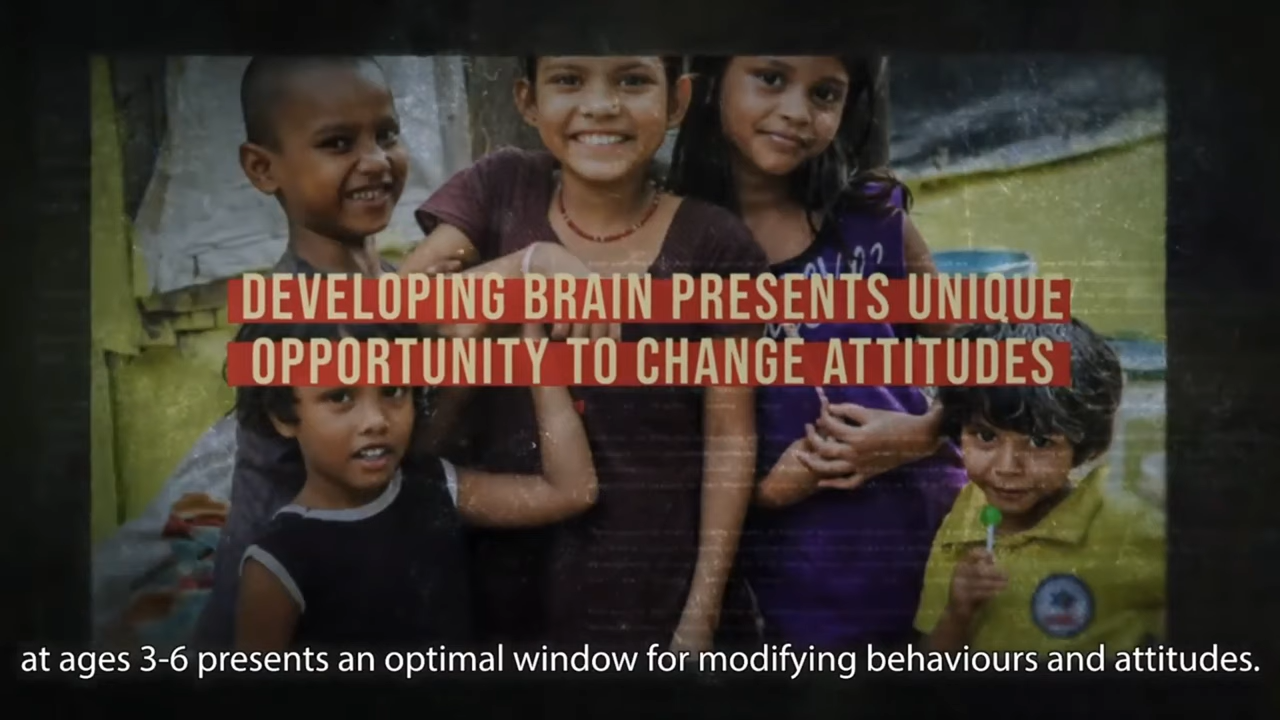 DEVELOPING BRAIN PRESENTS UNIQUE
OPPORTUNITY TO CHANGE ATTITUDES
at ages 3-6 presents an optimal window for modifying behaviours and attitudes.